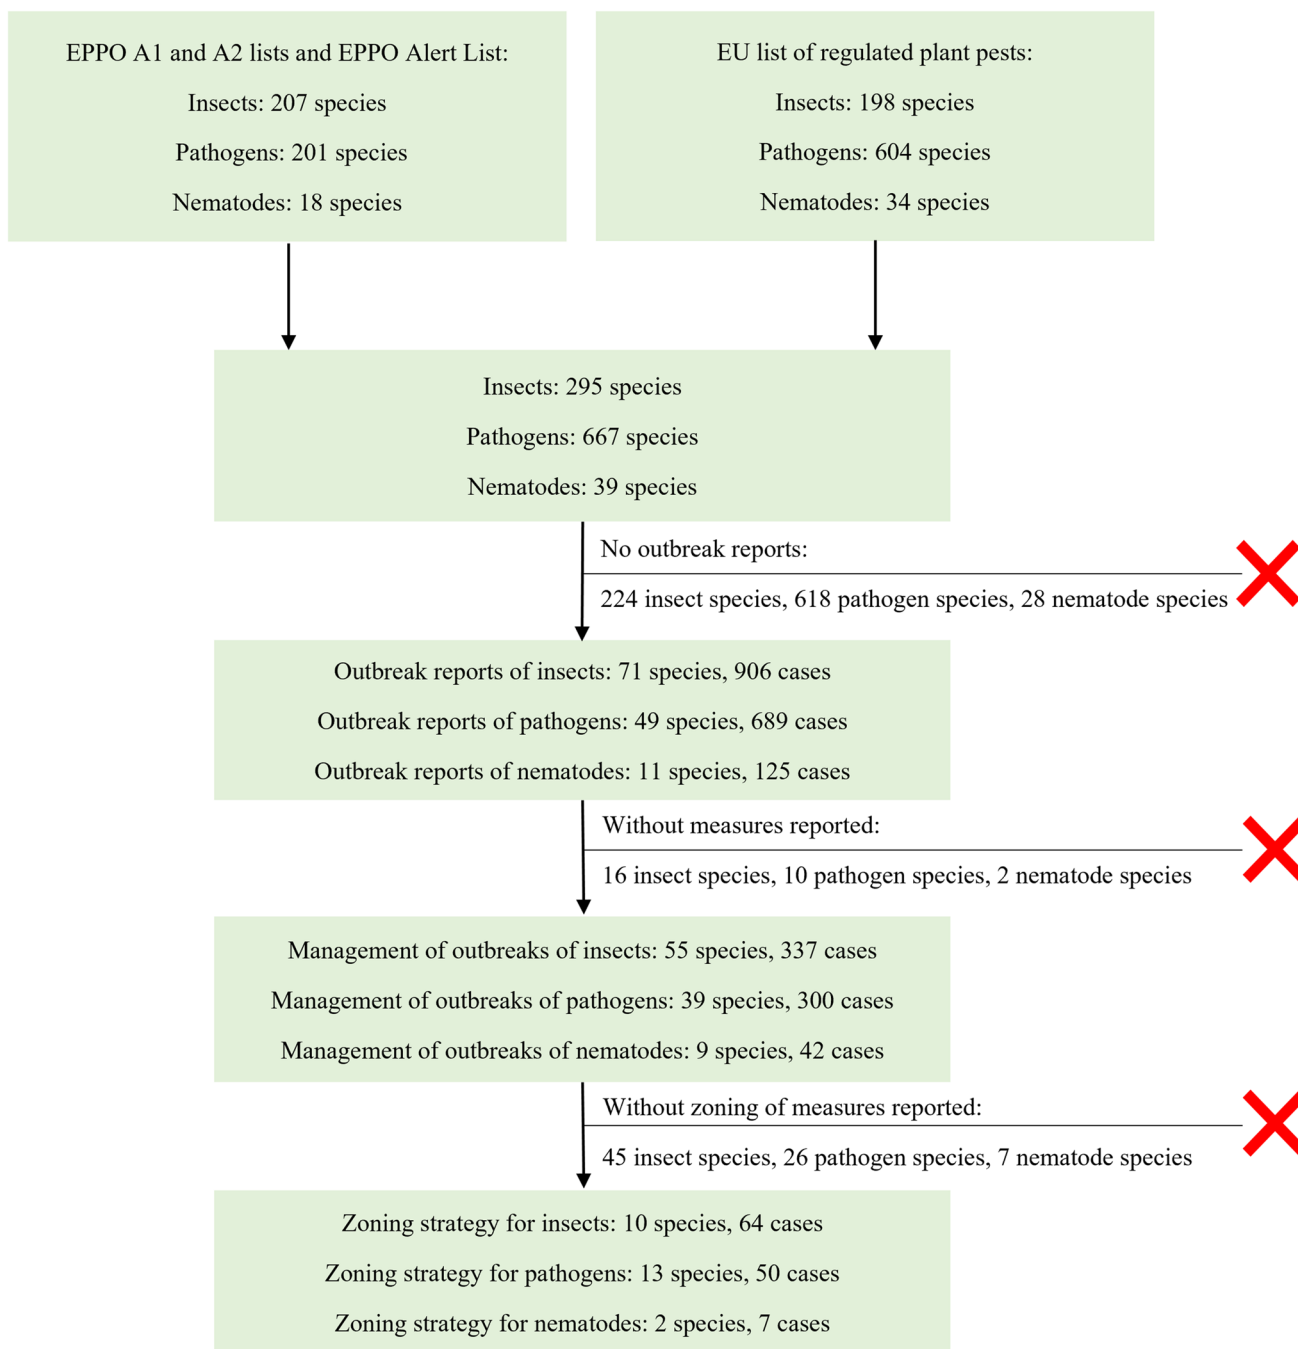 EPPO A1 and A2 lists and EPPO Alert List:
Insects: 207 species
Pathogens: 201 species
Nematodes: 18 species
EU list of regulated plant pests:
Insects: 198 species
Pathogens: 604 species
Nematodes: 34 species
Insects: 295 species
Pathogens: 667 species
Nematodes: 39 species
No outbreak reports:
224 insect species, 618 pathogen species, 28 nematode species
Outbreak reports of insects: 71 species, 906 cases
Outbreak reports of pathogens: 49 species, 689 cases
Outbreak reports of nematodes: 11 species, 125 cases
Without measures reported:
16 insect species, 10 pathogen species, 2 nematode species
Management of outbreaks of insects: 55 species, 337 cases
Management of outbreaks of pathogens: 39 species, 300 cases
Management of outbreaks of nematodes: 9 species, 42 cases
Without zoning of measures reported:
45 insect species, 26 pathogen species, 7 nematode species
Zoning strategy for insects: 10 species, 64 cases
Zoning strategy for pathogens: 13 species, 50 cases
Zoning strategy for nematodes: 2 species, 7 cases